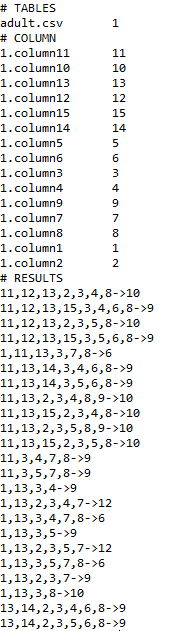 # TABLES
adult.csv 1
# COLUMN
1.column11 11
1.column10 10
1.column13 13
1.column12 12
1.column15 15
1.column14 14
1.column5 5
1.column6 6
1.column3 3
1.column4 4
1.column9 9
1.column7 7
1.column8 8
1.column1 1
1.column2 2
# RESULTS
11,12,13,2,3,4,8->10
11,12,13,15,3,4,6,8->9
11,12,13,2,3,5,8->10
11,12,13,15,3,5,6,8->9
1,11,13,3,7,8->6
11,13,14,3,4,6,8->9
11,13,14,3,5,6,8->9
11,13,2,3,4,8,9->10
11,13,15,2,3,4,8->10
11,13,2,3,5,8,9->10
11,13,15,2,3,5,8->10
11,3,4,7,8->9
11,3,5,7,8->9
1,13,3,4->9
1,13,2,3,4,7->12
1,13,3,4,7,8->6
1,13,3,5->9
1,13,2,3,5,7->12
1,13,3,5,7,8->6
1,13,2,3,7->9
1,13,3,8->10
13,14,2,3,4,6,8->9
13,14,2,3,5,6,8->9